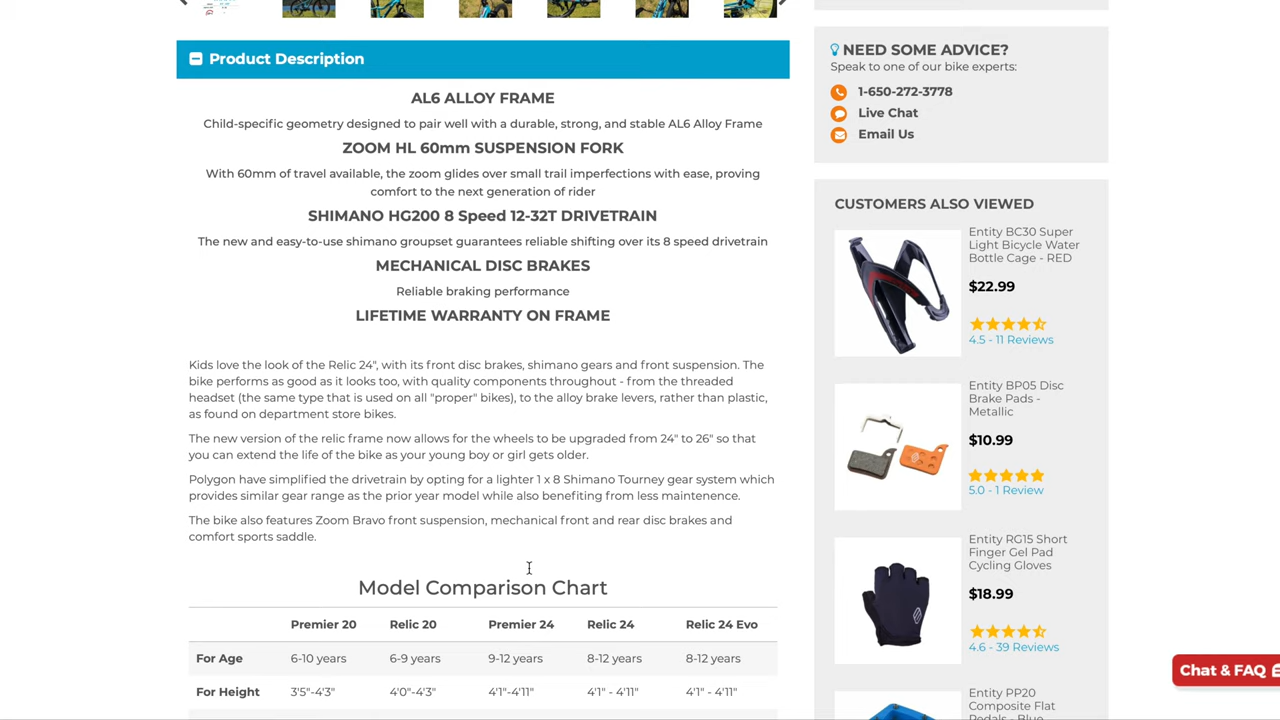 Product Description
AL6 ALLOY FRAME
Child-specific geometry designed to pair well with a durable, strong, and stable AL6 Alloy Frame
ZOOM HL 60mm SUSPENSION FORK
With 60mm of travel available, the zoom glides over small trail imperfections with ease, proving
comfort to the next generation of rider
SHIMANO HG200 8 Speed 12-32T DRIVETRAIN
The new and easy-to-use shimano groupset guarantees reliable shifting over its 8 speed drivetrain
MECHANICAL DISC BRAKES
Reliable braking performance
LIFETIME WARRANTY ON FRAME
Kids love the look of the Relic 24", with its front disc brakes, shimano gears and front suspension. The
bike performs as good as it looks too, with quality components throughout - from the threaded
headset (the same type that is used on all "proper" bikes), to the alloy brake levers, rather than plastic,
as found on department store bikes.
The new version of the relic frame now allows for the wheels to be upgraded from 24" to 26" so that
you can extend the life of the bike as your young boy or girl gets older.
Polygon have simplified the drivetrain by opting for a lighter 1 x 8 Shimano Tourney gear system which
provides similar gear range as the prior year model while also benefiting from less maintenence.
The bike also features Zoom Bravo front suspension, mechanical front and rear disc brakes and
comfort sports saddle.
Model Comparison Chart
Premier 20 Relic 20 Premier 24 Relic 24 Relic 24 Evo
For Age 6-10 years 6-9 years 9-12 years 8-12 years 8-12 years
For Height 3'5"-4'3" 4'0"-4'3" 4'1"-4'11" 4'1" - 4'11" 4'1" - 4'11"
NEED SOME ADVICE?
Speak to one of our bike experts:
1-650-272-3778
Live Chat
Email Us
CUSTOMERS ALSO VIEWED
Entity BC30 Super
Light Bicycle Water
Bottle Cage - RED
$22.99
4.5 - 11 Reviews
Entity BP05 Disc
Brake Pads -
Metallic
$10.99
5.0 - 1 Review
Entity RG15 Short
Finger Gel Pad
Cycling Gloves
$18.99
4.6 - 39 Reviews
Entity PP20
Composite Flat
Pedals - Blue
Chat & FAQ